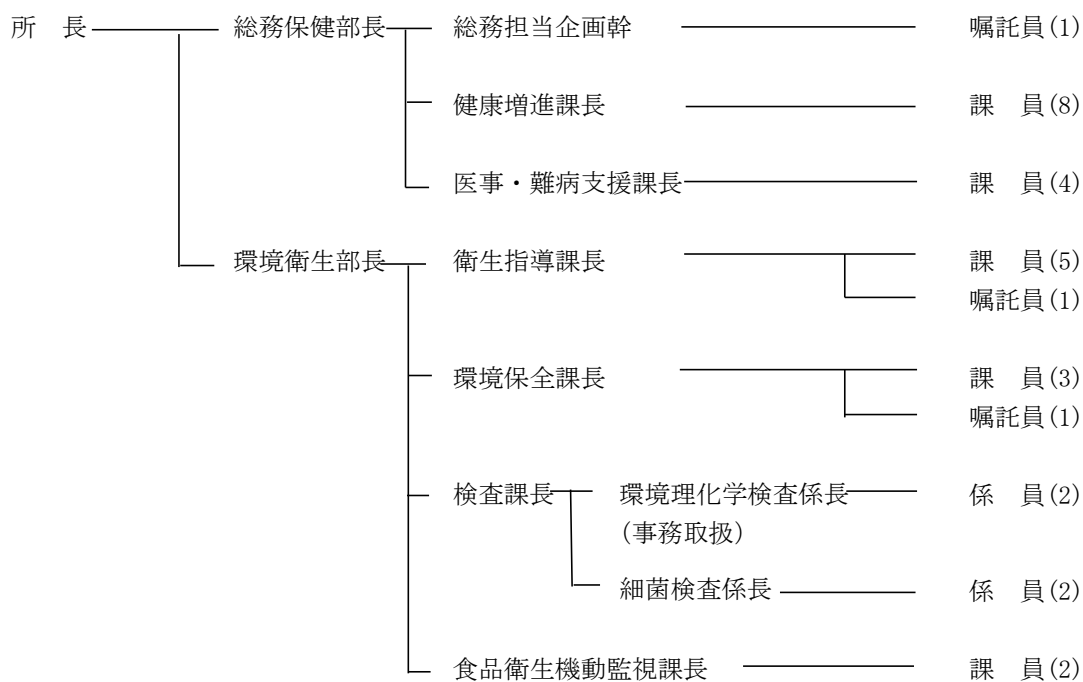 所　長 総務保健部長 総務担当企画幹 嘱託員(1)
健康増進課長 課　員(8)
医事・難病支援課長 課　員(4)
環境衛生部長 衛生指導課長 課　員(5)
嘱託員(1)
環境保全課長 課　員(3)
嘱託員(1)
検査課長 環境理化学検査係長 係　員(2)
(事務取扱)
細菌検査係長 係　員(2)
食品衛生機動監視課長 課　員(2)